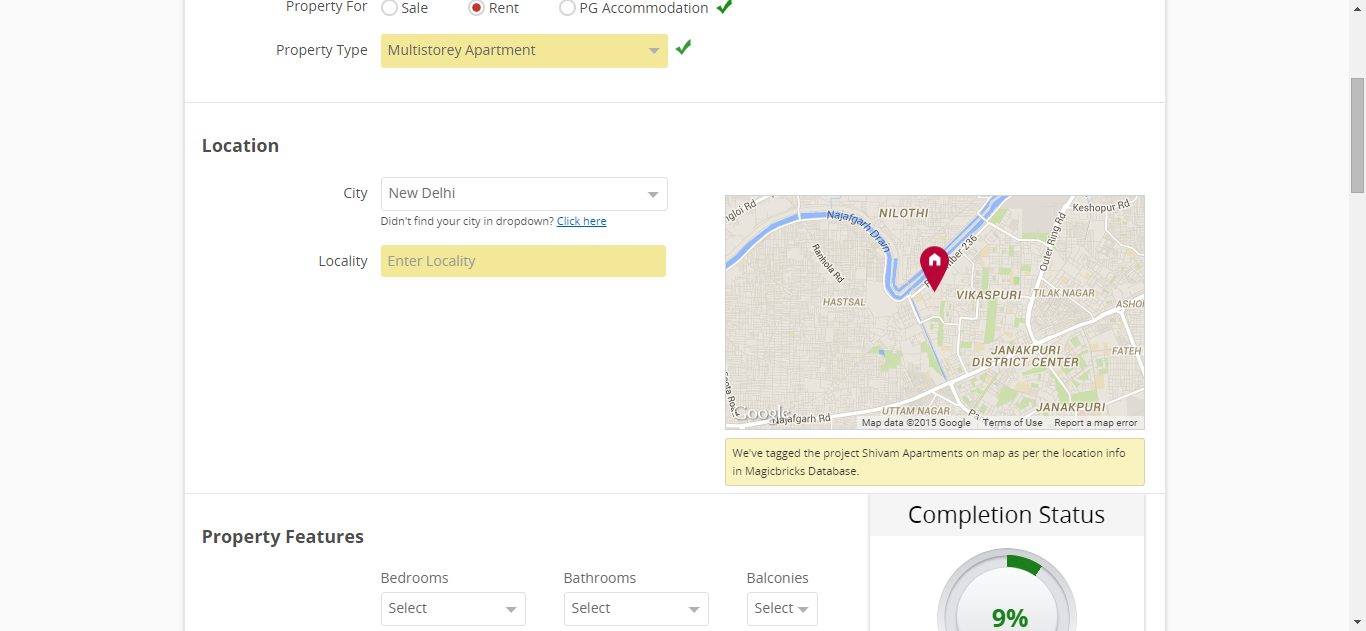 Property For Sale Rent PG Accommodation
Property Type Multistorey Apartment
Location
City New Delhi
Didn't find your city in dropdown? Click here
Locality Enter Locality
NILOTHI
Keshopur Rd
Najafgarh Drain
Outer Ring Rd
Ranhola Rd
HASTSAL
VIKASPURI
TILAK NAGAR
JANAKPURI
DISTRICT CENTER
FATEH
UTTAM NAGAR
JANAKPURI
Google
Najafgarh Rd
Map data ©2015 Google Terms of Use Report a map error
We've tagged the project Shivam Apartments on map as per the location info
in Magicbricks Database.
Property Features
Completion Status
Bedrooms Bathrooms Balconies
Select Select Select
9%